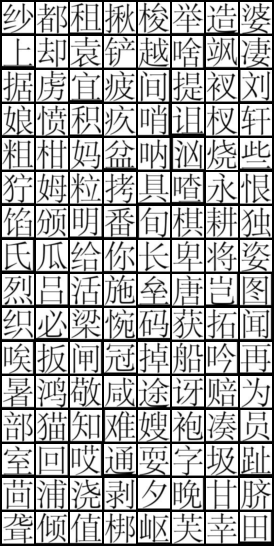 纱都租揪梭举造婆
上却袁铲越啥飒凄
据虏宜疲间提衩刘
娘愤积疚哨诅杈轩
粗柑妈盆呐汹烧些
狞姆粒拷具喳永恨
馅颁明番旬棋耕独
氏瓜给你长卑将姿
烈吕活施垒唐岂图
织必梁惋码获拓闻
唉扳闸冠掉船吟再
暑鸿敬咸途讶赔为
部猫知难嫂袍凑员
室回哎通耍字圾趾
茴浦浇剥夕晚甘脐
聋倾值梆岖芙幸田